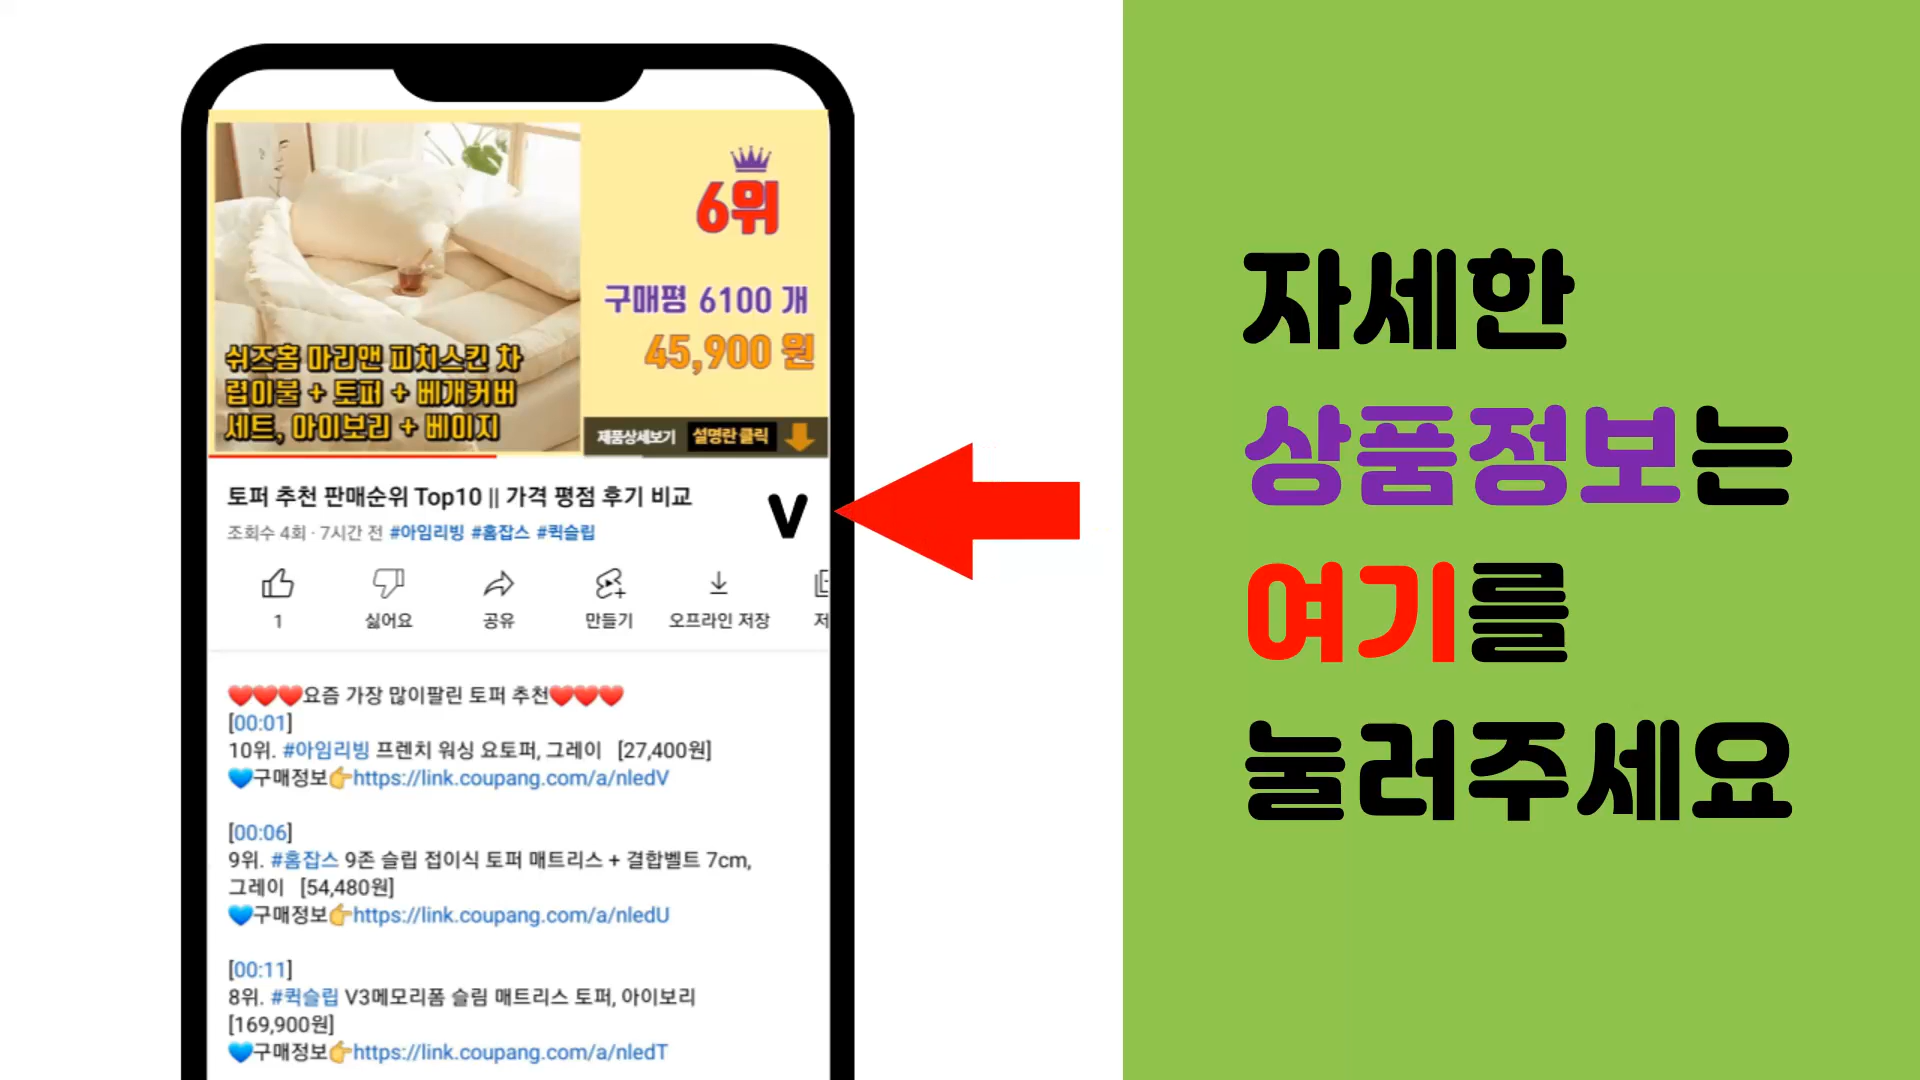 6위
구매평 6100 개
45,900 원
쉬즈홈 마리앤 피치스킨 차
렵이불 + 토퍼 + 베개커버
세트, 아이보리 + 베이지
제품상세보기 설명란 클릭
토퍼 추천 판매순위 Top10 || 가격 평점 후기 비교
V
조회수 4회 · 7시간 전 #아임리빙 #홈잡스 #퀵슬립
1 싫어요 공유 만들기 오프라인 저장 저
❤️❤️❤️요즘 가장 많이팔린 토퍼 추천❤️❤️❤️
[00:01]
10위. #아임리빙 프렌치 워싱 요토퍼, 그레이 [27,400원]
💙구매정보👉https://link.coupang.com/a/nledV
[00:06]
9위. #홈잡스 9존 슬립 접이식 토퍼 매트리스 + 결합벨트 7cm,
그레이 [54,480원]
💙구매정보👉https://link.coupang.com/a/nledU
[00:11]
8위. #퀵슬립 V3메모리폼 슬림 매트리스 토퍼, 아이보리
[169,900원]
💙구매정보👉https://link.coupang.com/a/nledT
자세한
상품정보는
여기를
눌러주세요